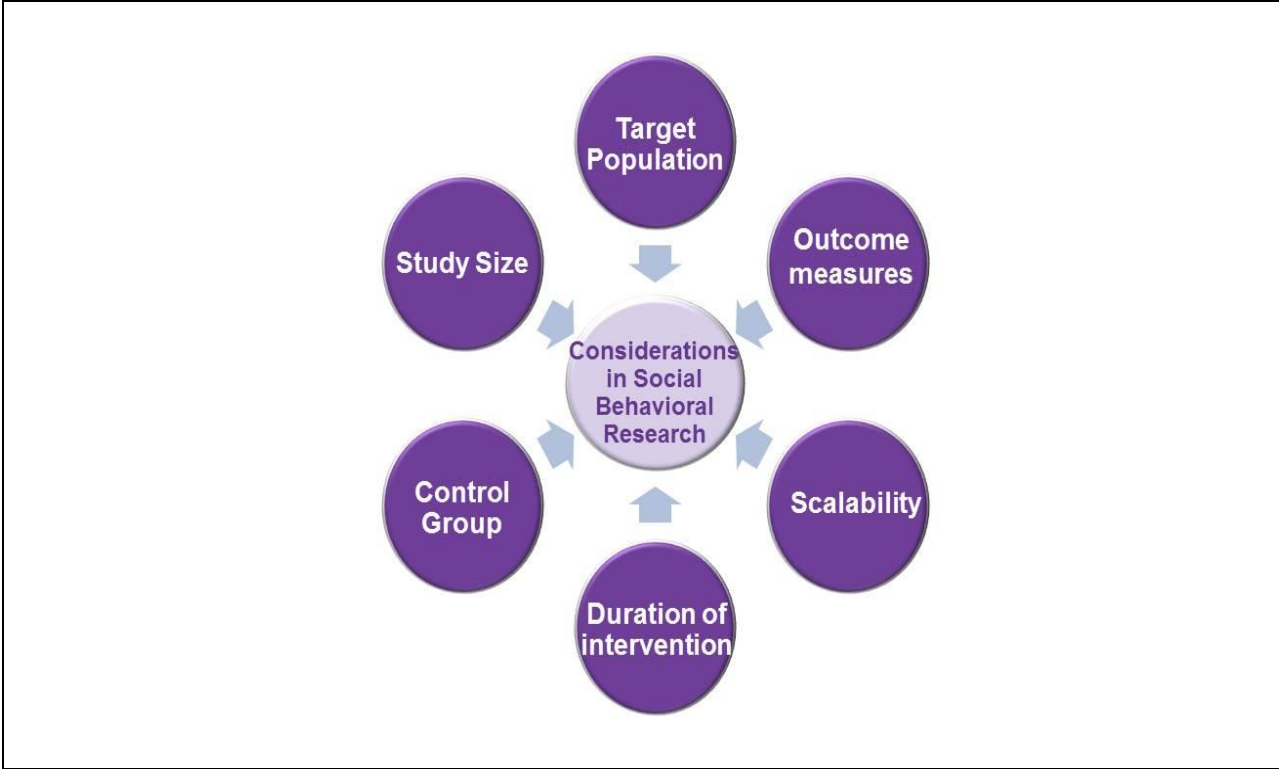 Target
Population
Outcome
measures
Scalability
Duration of
intervention
Control
Group
Study Size
Considerations
in Social
Behavioral
Research